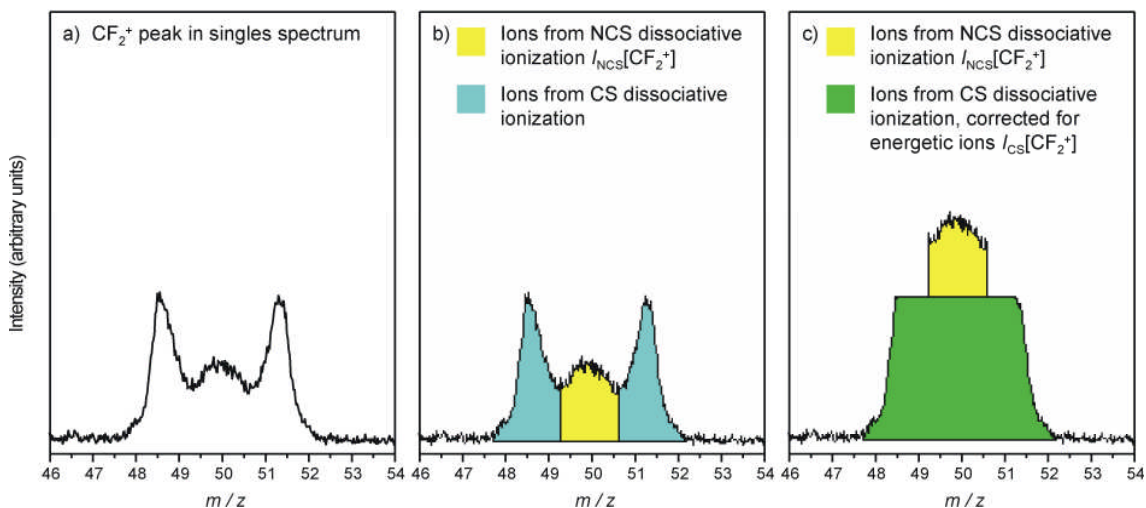 a) CF₂⁺ peak in singles spectrum
b) Ions from NCS dissociative
ionization I_NCS[CF₂⁺]
Ions from CS dissociative
ionization
c) Ions from NCS dissociative
ionization I_NCS[CF₂⁺]
Ions from CS dissociative
ionization, corrected for
energetic ions I_CS[CF₂⁺]
Intensity (arbitrary units)
46 47 48 49 50 51 52 53 54
46 47 48 49 50 51 52 53 54
46 47 48 49 50 51 52 53 54
m / z
m / z
m / z